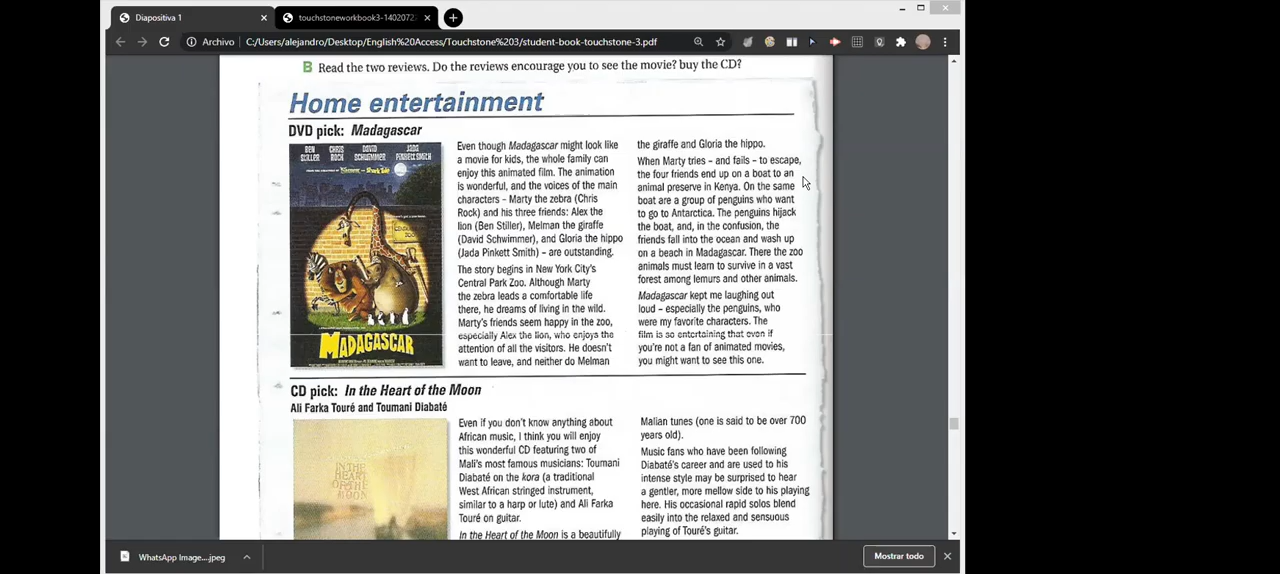 Diapositiva 1
touchstoneworkbook3-1402072
Archivo
C:/Users/alejandro/Desktop/English%20Access/Touchstone%203/student-book-touchstone-3.pdf
B Read the two reviews. Do the reviews encourage you to see the movie? buy the CD?
Home entertainment
DVD pick: Madagascar
BEN STILLER CHRIS ROCK DAVID SCHWIMMER JADA PINKETT SMITH
MADAGASCAR
Even though Madagascar might look like
a movie for kids, the whole family can
enjoy this animated film. The animation
is wonderful, and the voices of the main
characters – Marty the zebra (Chris
Rock) and his three friends: Alex the
lion (Ben Stiller), Melman the giraffe
(David Schwimmer), and Gloria the hippo
(Jada Pinkett Smith) – are outstanding.
The story begins in New York City's
Central Park Zoo. Although Marty
the zebra leads a comfortable life
there, he dreams of living in the wild.
Marty's friends seem happy in the zoo,
especially Alex the lion, who enjoys the
attention of all the visitors. He doesn't
want to leave, and neither do Melman
the giraffe and Gloria the hippo.
When Marty tries – and fails – to escape,
the four friends end up on a boat to an
animal preserve in Kenya. On the same
boat are a group of penguins who want
to go to Antarctica. The penguins hijack
the boat, and, in the confusion, the
friends fall into the ocean and wash up
on a beach in Madagascar. There the zoo
animals must learn to survive in a vast
forest among lemurs and other animals.
Madagascar kept me laughing out
loud – especially the penguins, who
were my favorite characters. The
film is so entertaining that even if
you're not a fan of animated movies,
you might want to see this one.
CD pick: In the Heart of the Moon
Ali Farka Touré and Toumani Diabaté
IN THE
HEART
OF THE
MOON
Even if you don't know anything about
African music, I think you will enjoy
this wonderful CD featuring two of
Mali's most famous musicians: Toumani
Diabaté on the kora (a traditional
West African stringed instrument,
similar to a harp or lute) and Ali Farka
Touré on guitar.
In the Heart of the Moon is a beautifully
Malian tunes (one is said to be over 700
years old).
Music fans who have been following
Diabaté's career and are used to his
intense style may be surprised to hear
a gentler, more mellow side to his playing
here. His occasional rapid solos blend
easily into the relaxed and sensuous
playing of Touré's guitar.
WhatsApp Image....jpeg
Mostrar todo